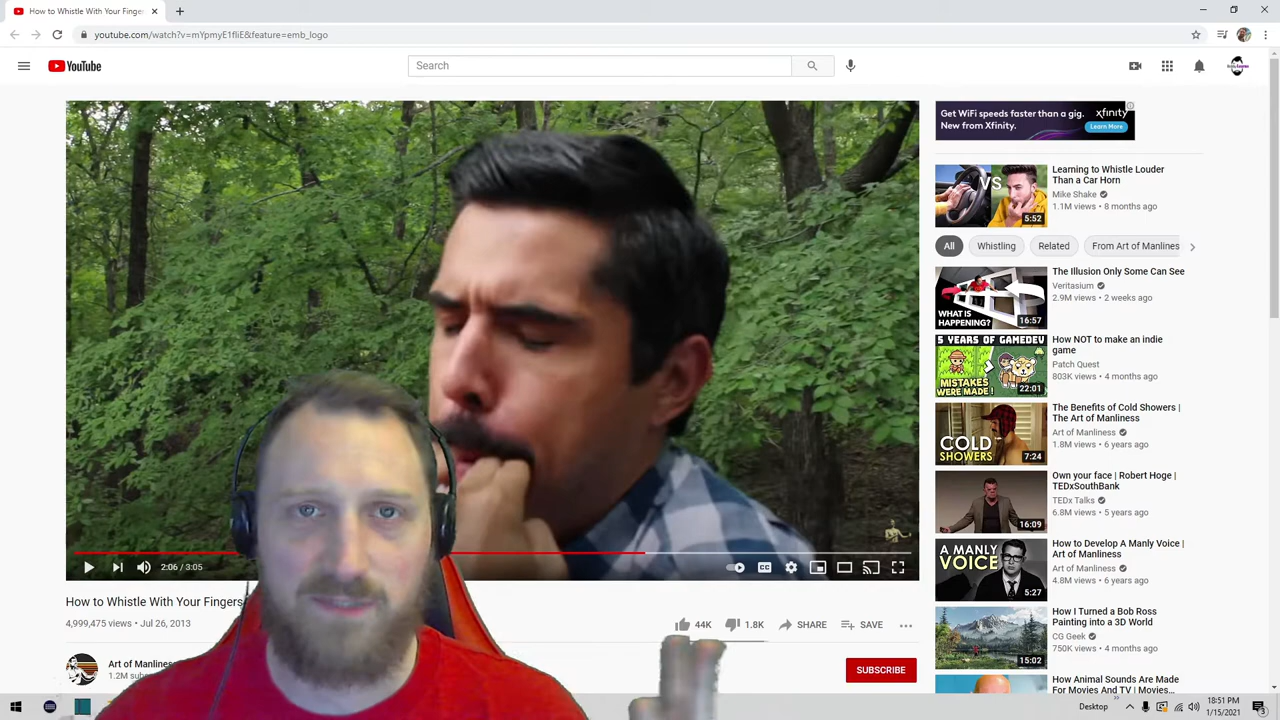 How to Whistle With Your Finger
youtube.com/watch?v=mYpmyE1fliE&feature=emb_logo
YouTube
Search
Get WiFi speeds faster than a gig.
New from Xfinity.
xfinity
Learn More
VS
5:52
Learning to Whistle Louder
Than a Car Horn
Mike Shake
1.1M views • 8 months ago
All
Whistling
Related
From Art of Manlines
WHAT IS
HAPPENING?
16:57
The Illusion Only Some Can See
Veritasium
2.9M views • 2 weeks ago
5 YEARS OF GAMEDEV
MISTAKES
WERE MADE!
22:01
How NOT to make an indie
game
Patch Quest
803K views • 4 months ago
COLD
SHOWERS
7:24
The Benefits of Cold Showers |
The Art of Manliness
Art of Manliness
1.8M views • 6 years ago
16:09
Own your face | Robert Hoge |
TEDxSouthBank
TEDx Talks
6.8M views • 5 years ago
A MANLY
VOICE
5:27
How to Develop A Manly Voice |
Art of Manliness
Art of Manliness
4.8M views • 6 years ago
15:02
How I Turned a Bob Ross
Painting into a 3D World
CG Geek
750K views • 4 months ago
How Animal Sounds Are Made
For Movies And TV | Movies...
2:06 / 3:05
How to Whistle With Your Fingers
4,999,475 views • Jul 26, 2013
44K
1.8K
SHARE
SAVE
Art of Manliness
1.2M
SUBSCRIBE
Desktop
18:51 PM
1/15/2021
3